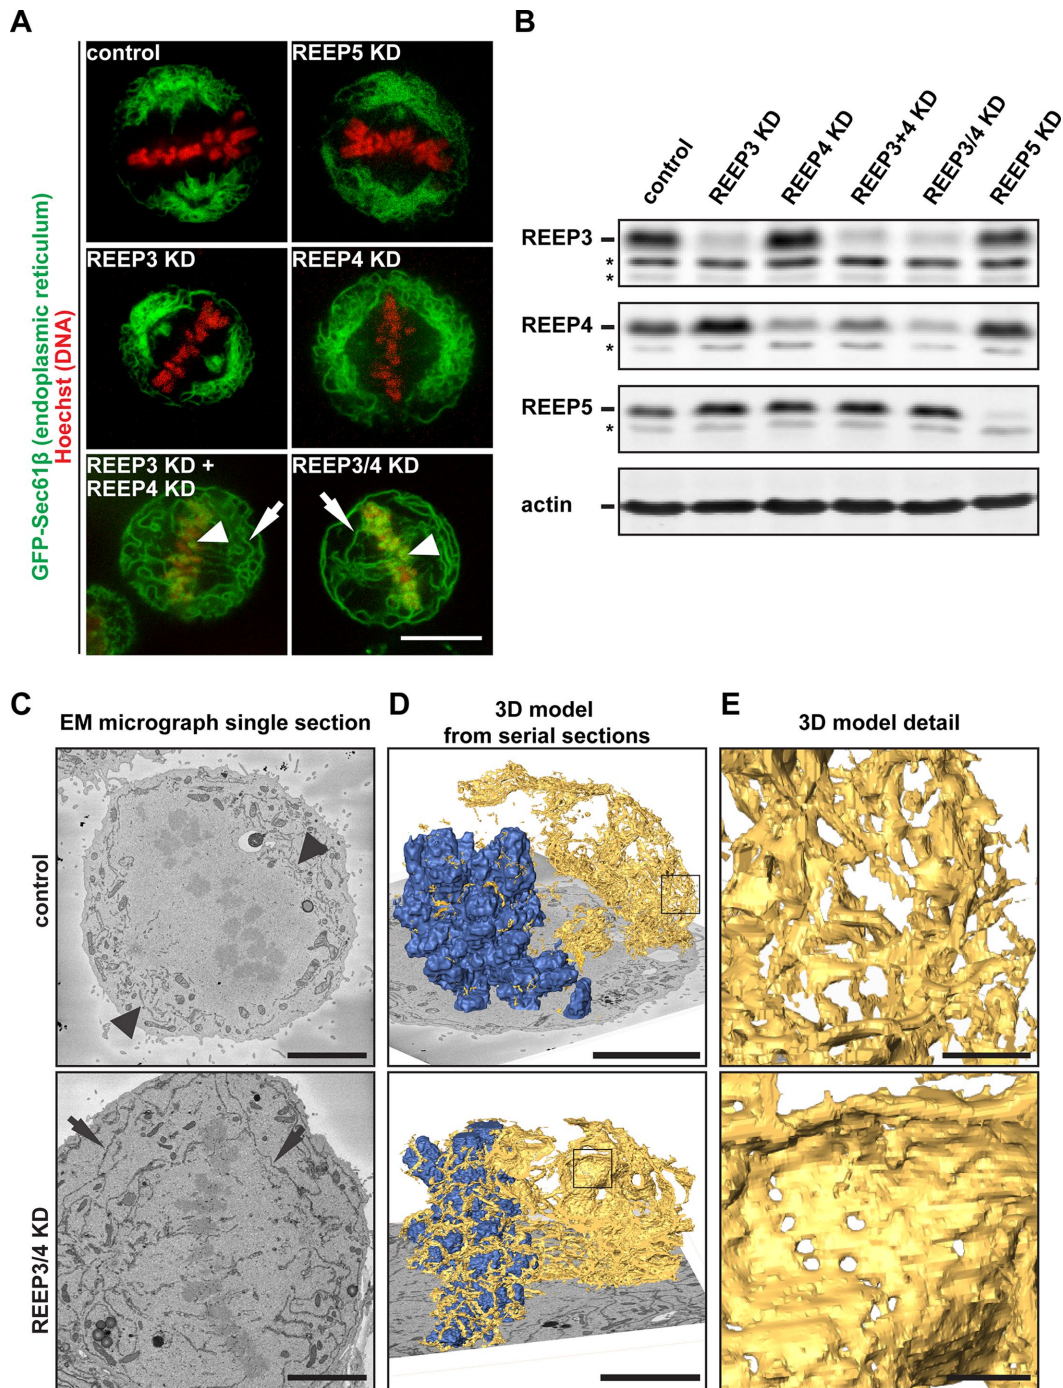 A
GFP-Sec61β (endoplasmic reticulum)
Hoechst (DNA)
control
REEP5 KD
REEP3 KD
REEP4 KD
REEP3 KD +
REEP4 KD
REEP3/4 KD
B
control
REEP3 KD
REEP4 KD
REEP3+4 KD
REEP3/4 KD
REEP5 KD
REEP3
*
*
REEP4
*
REEP5
*
actin
C
EM micrograph single section
control
REEP3/4 KD
D
3D model
from serial sections
E
3D model detail